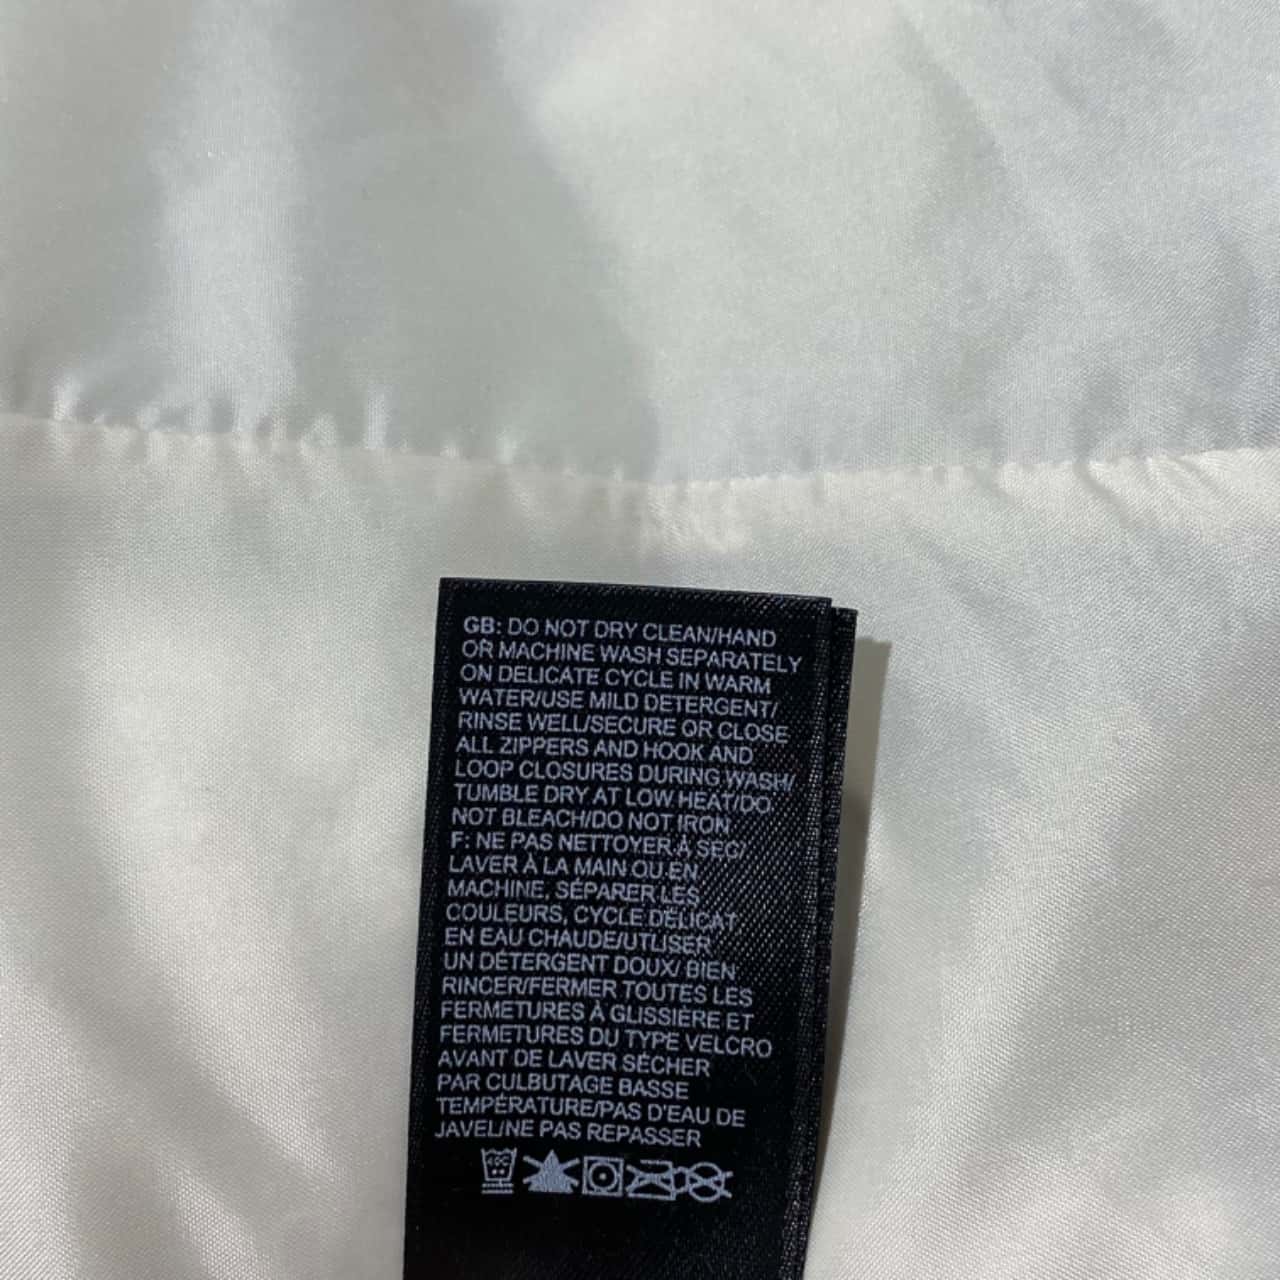 GB: DO NOT DRY CLEAN/HAND
OR MACHINE WASH SEPARATELY
ON DELICATE CYCLE IN WARM
WATER/USE MILD DETERGENT/
RINSE WELL/SECURE OR CLOSE
ALL ZIPPERS AND HOOK AND
LOOP CLOSURES DURING WASH/
TUMBLE DRY AT LOW HEAT/DO
NOT BLEACH/DO NOT IRON
F: NE PAS NETTOYER À SEC/
LAVER À LA MAIN OU EN
MACHINE, SÉPARER LES
COULEURS, CYCLE DÉLICAT
EN EAU CHAUDE/UTLISER
UN DÉTERGENT DOUX/ BIEN
RINCER/FERMER TOUTES LES
FERMETURES À GLISSIÈRE ET
FERMETURES DU TYPE VELCRO
AVANT DE LAVER SÉCHER
PAR CULBUTAGE BASSE
TEMPÉRATURE/PAS D'EAU DE
JAVEL/NE PAS REPASSER